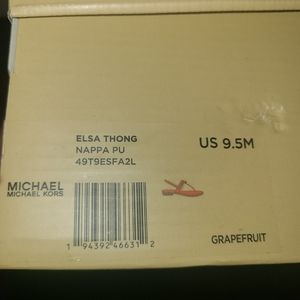 ELSA THONG
NAPPA PU
49T9ESFA2L
US 9.5M
MICHAEL
MICHAEL KORS
1 94392 46631 2
GRAPEFRUIT